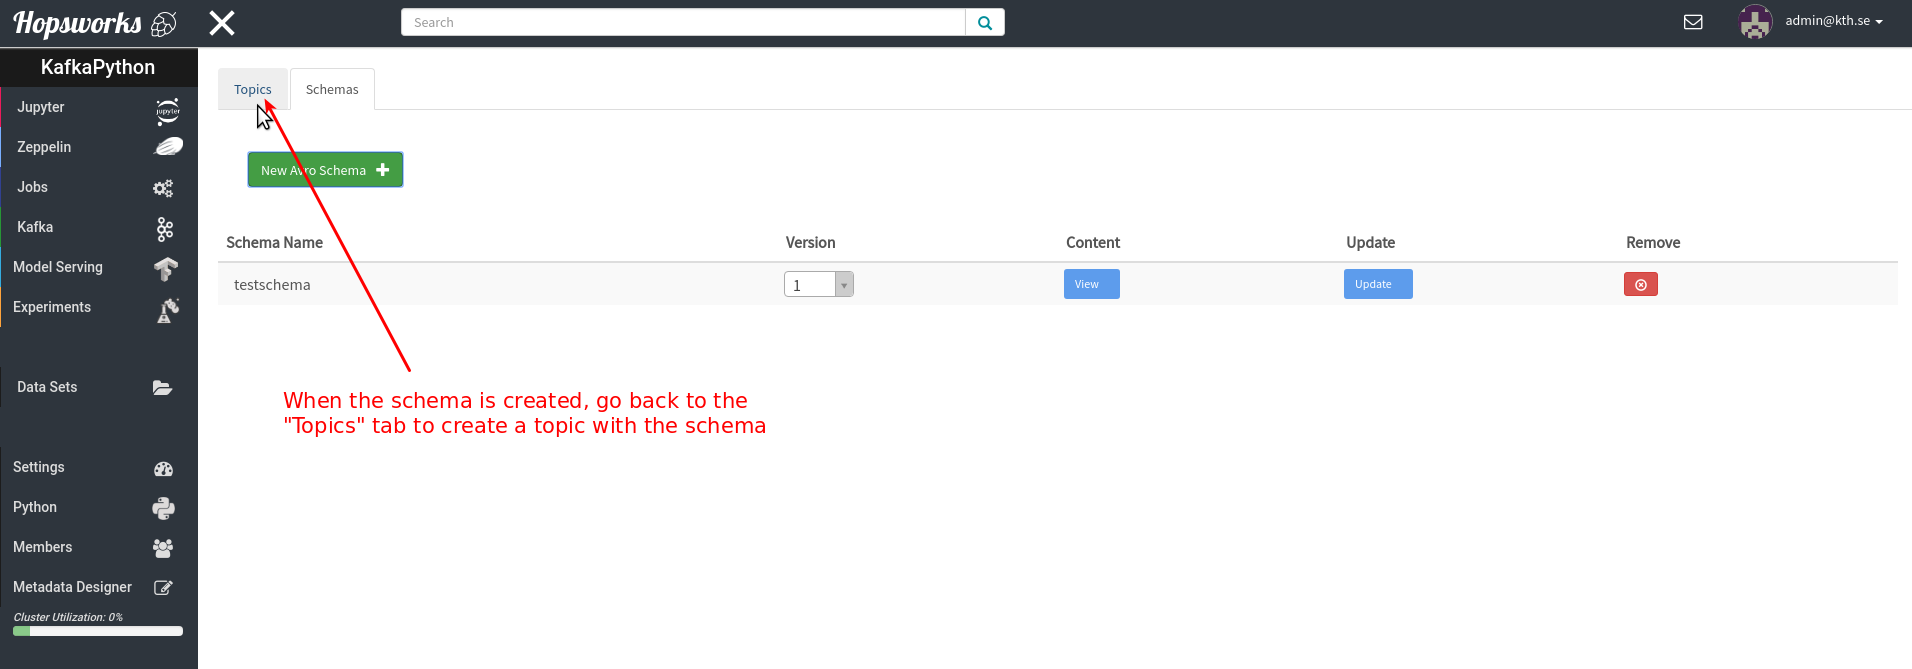 Hopsworks
Search
admin@kth.se
KafkaPython
Jupyter
jupyter
Zeppelin
Jobs
Kafka
Model Serving
Experiments
Data Sets
Settings
Python
Members
Metadata Designer
Cluster Utilization: 0%
Topics
Schemas
New Avro Schema
Schema Name Version Content Update Remove
testschema 1 View Update
When the schema is created, go back to the
"Topics" tab to create a topic with the schema